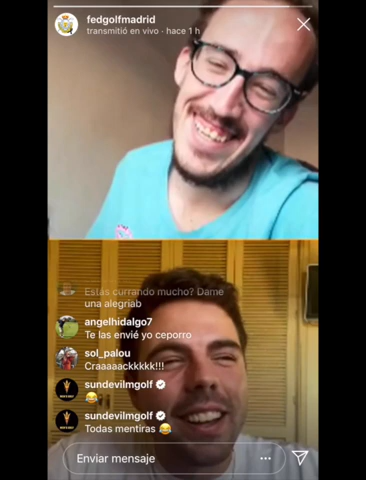 fedgolfmadrid
transmitió en vivo · hace 1 h
Estás currando mucho? Dame
una alegríab
angelhidalgo7
Te las envié yo ceporro
sol_palou
Craaaaackkkkk!!!
sundevilmgolf
😂
sundevilmgolf
Todas mentiras 😂
Enviar mensaje